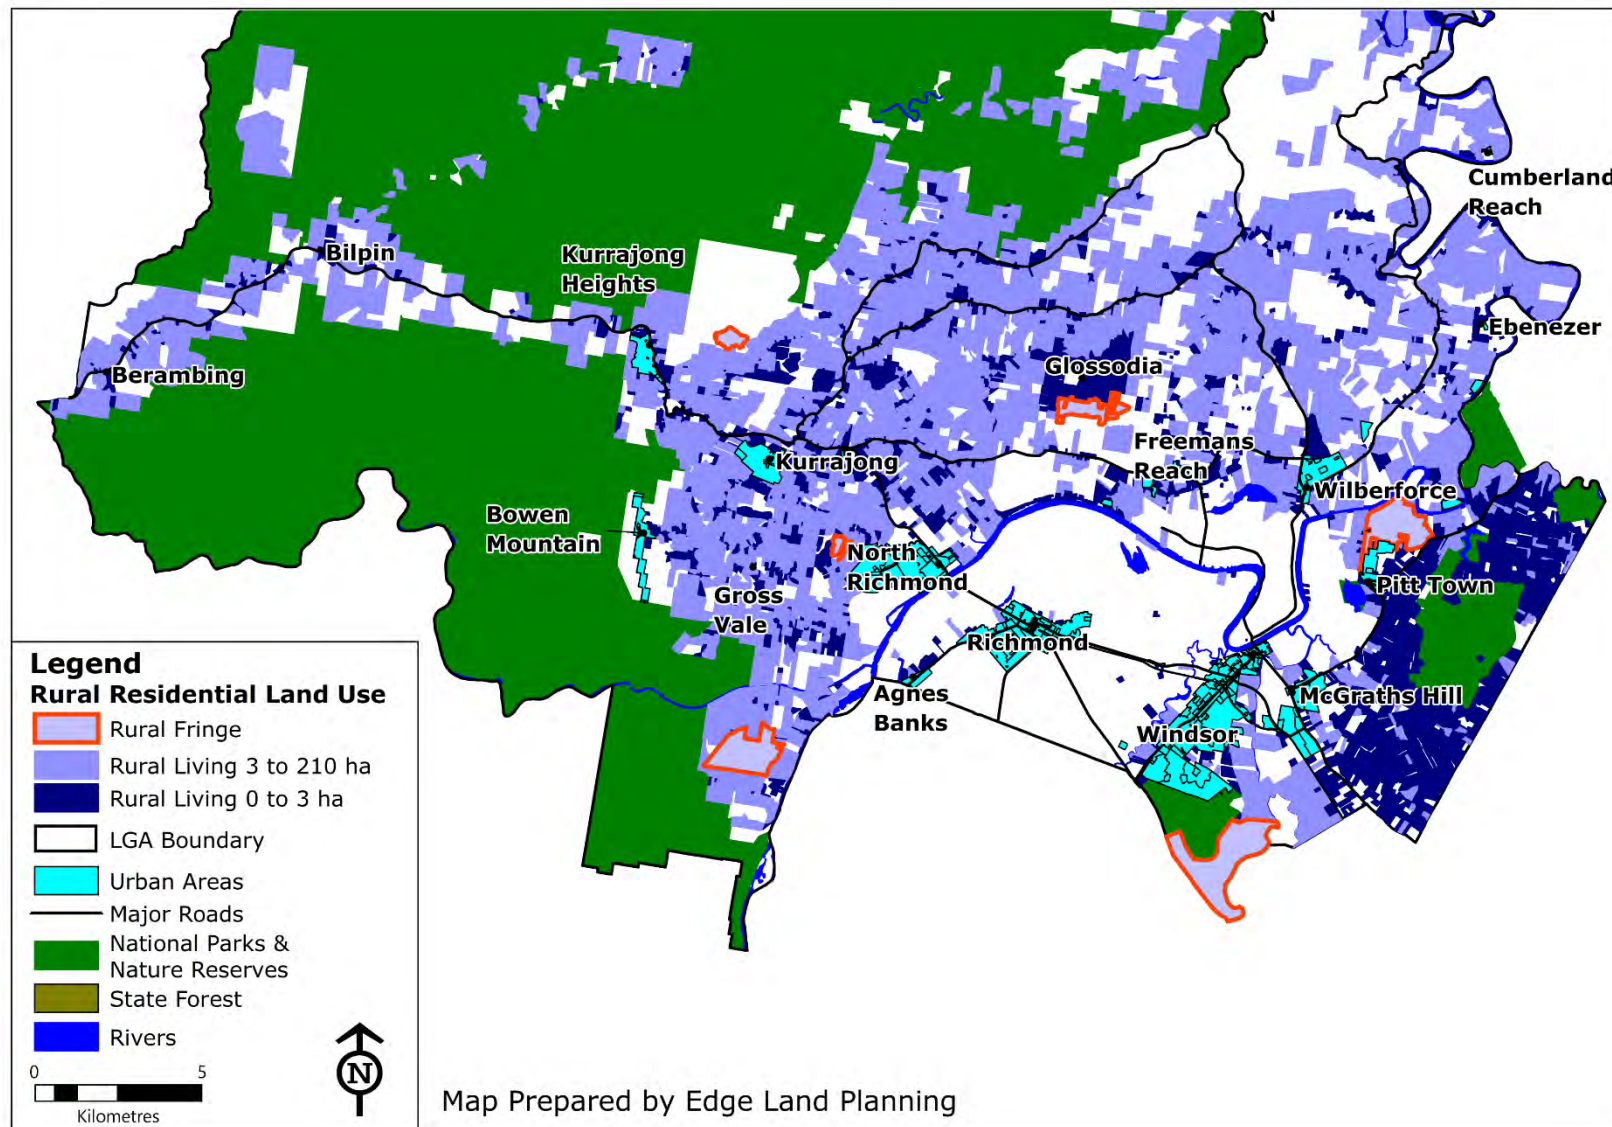 Cumberland
Reach
Bilpin
Kurrajong
Heights
Ebenezer
Berambing
Glossodia
Freemans
Reach
Kurrajong
Wilberforce
Bowen
Mountain
North
Richmond
Pitt Town
Gross
Vale
Richmond
Agnes
Banks
McGraths Hill
Windsor
Legend
Rural Residential Land Use
Rural Fringe
Rural Living 3 to 210 ha
Rural Living 0 to 3 ha
LGA Boundary
Urban Areas
Major Roads
National Parks &
Nature Reserves
State Forest
Rivers
0 5
Kilometres
N
Map Prepared by Edge Land Planning